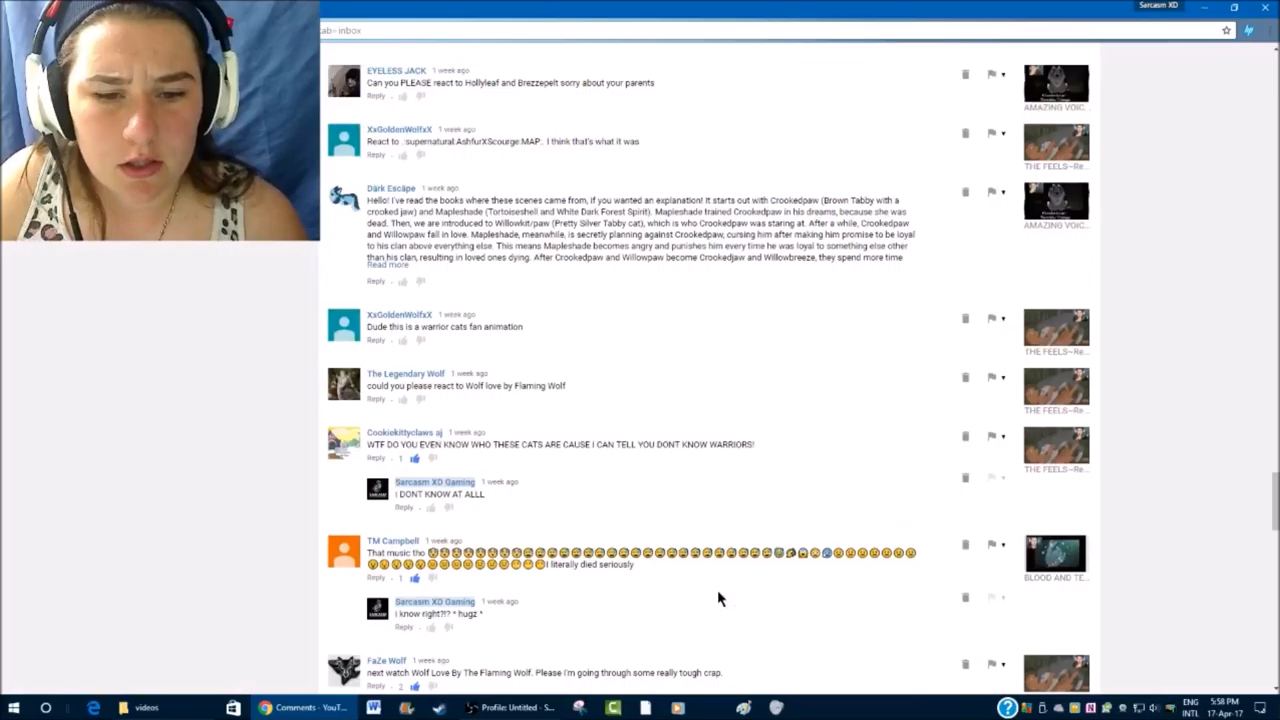 Sarcasm XD
tab=inbox
EYELESS JACK 1 week ago
Can you PLEASE react to Hollyleaf and Brezzepelt sorry about your parents
Reply
AMAZING VOIC...
XxGoldenWolfxX 1 week ago
React to ..supernatural.AshfurXScourge.MAP.. I think that's what it was
Reply
THE FEELS~Re...
Därk Escäpe 1 week ago
Hello! I've read the books where these scenes came from, if you wanted an explanation! It starts out with Crookedpaw (Brown Tabby with a
crooked jaw) and Mapleshade (Tortoiseshell and White Dark Forest Spirit). Mapleshade trained Crookedpaw in his dreams, because she was
dead. Then, we are introduced to Willowkit/paw (Pretty Silver Tabby cat), which is who Crookedpaw was staring at. After a while, Crookedpaw
and Willowpaw fall in love. Mapleshade, meanwhile, is secretly planning against Crookedpaw, cursing him after making him promise to be loyal
to his clan above everything else. This means Mapleshade becomes angry and punishes him every time he was loyal to something else other
than his clan, resulting in loved ones dying. After Crookedpaw and Willowpaw become Crookedjaw and Willowbreeze, they spend more time
Read more
Reply
AMAZING VOIC...
XxGoldenWolfxX 1 week ago
Dude this is a warrior cats fan animation
Reply
THE FEELS~Re...
The Legendary Wolf 1 week ago
could you please react to Wolf love by Flaming Wolf
Reply
THE FEELS~Re...
Cookiekittyclaws aj 1 week ago
WTF DO YOU EVEN KNOW WHO THESE CATS ARE CAUSE I CAN TELL YOU DONT KNOW WARRIORS!
Reply 1
THE FEELS~Re...
Sarcasm XD Gaming 1 week ago
I DONT KNOW AT ALLL
Reply
TM Campbell 1 week ago
That music tho
I literally died seriously
Reply 1
BLOOD AND TE...
Sarcasm XD Gaming 1 week ago
i know right?!? * hugz *
Reply
FaZe Wolf 1 week ago
next watch Wolf Love By The Flaming Wolf. Please I'm going through some really tough crap.
Reply 2
videos
Comments - YouT...
Profile: Untitled - S...
ENG
INTL
5:58 PM
17-Apr-17